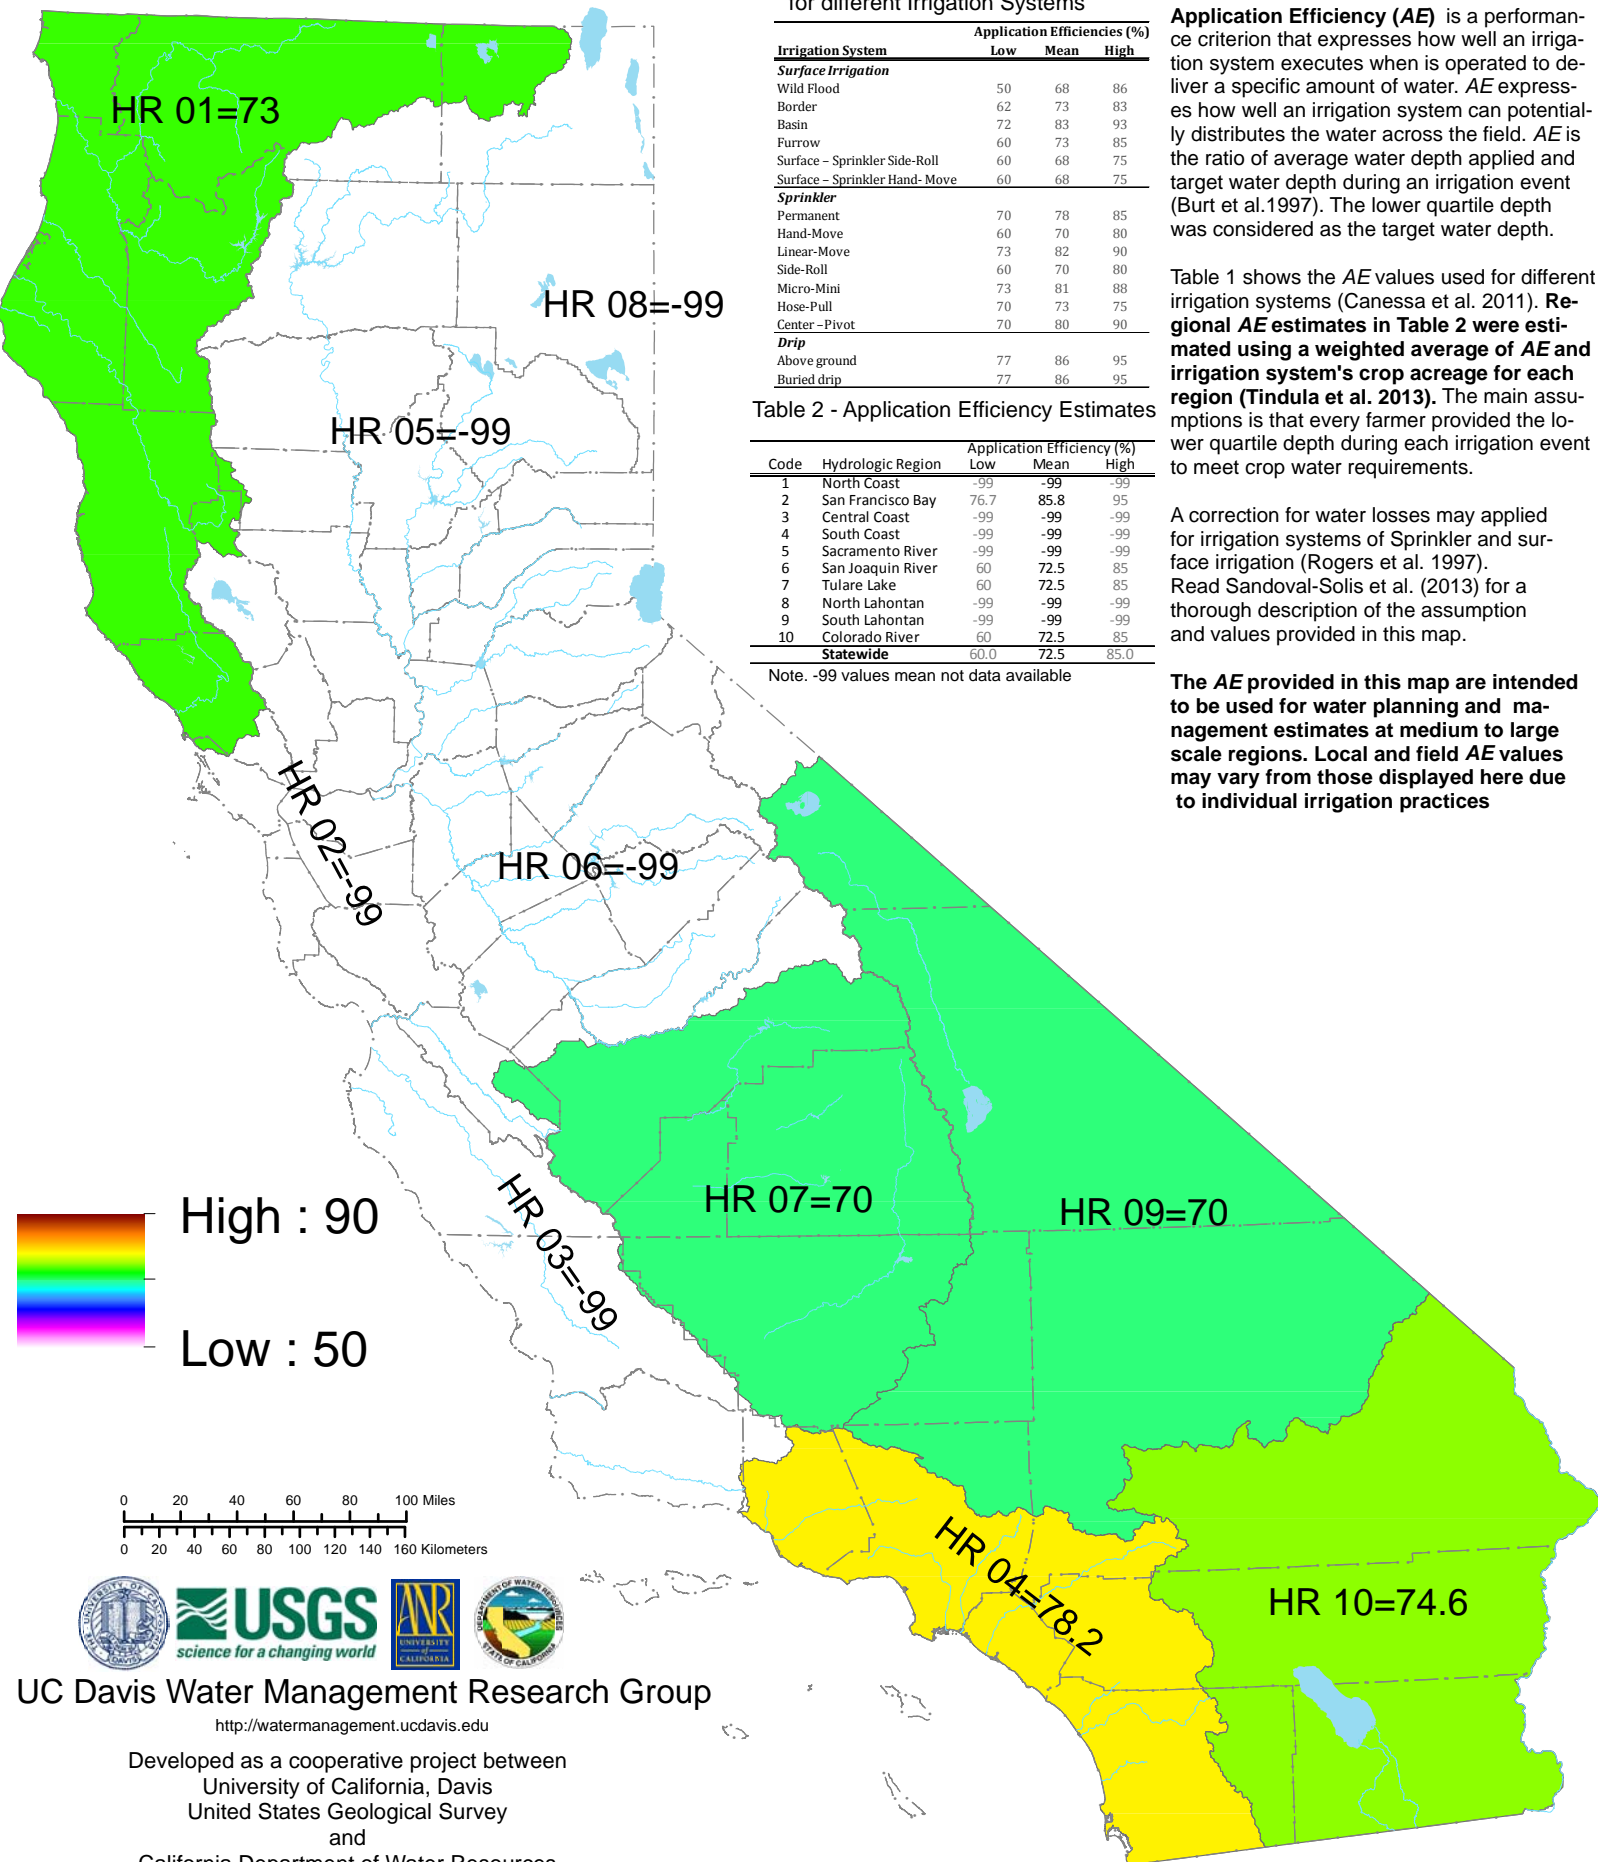 for different Irrigation Systems
Application Efficiencies (%)
Irrigation System Low Mean High
Surface Irrigation
Wild Flood 50 68 86
Border 62 73 83
Basin 72 83 93
Furrow 60 73 85
Surface – Sprinkler Side-Roll 60 68 75
Surface – Sprinkler Hand- Move 60 68 75
Sprinkler
Permanent 70 78 85
Hand-Move 60 70 80
Linear-Move 73 82 90
Side-Roll 60 70 80
Micro-Mini 73 81 88
Hose-Pull 70 73 75
Center –Pivot 70 80 90
Drip
Above ground 77 86 95
Buried drip 77 86 95
Table 2 - Application Efficiency Estimates
Application Efficiency (%)
Code Hydrologic Region Low Mean High
1 North Coast -99 -99 -99
2 San Francisco Bay 76.7 85.8 95
3 Central Coast -99 -99 -99
4 South Coast -99 -99 -99
5 Sacramento River -99 -99 -99
6 San Joaquin River 60 72.5 85
7 Tulare Lake 60 72.5 85
8 North Lahontan -99 -99 -99
9 South Lahontan -99 -99 -99
10 Colorado River 60 72.5 85
Statewide 60.0 72.5 85.0
Note. -99 values mean not data available
Application Efficiency (AE) is a performan-
ce criterion that expresses how well an irriga-
tion system executes when is operated to de-
liver a specific amount of water. AE express-
es how well an irrigation system can potential-
ly distributes the water across the field. AE is
the ratio of average water depth applied and
target water depth during an irrigation event
(Burt et al.1997). The lower quartile depth
was considered as the target water depth.
Table 1 shows the AE values used for different
irrigation systems (Canessa et al. 2011). Re-
gional AE estimates in Table 2 were esti-
mated using a weighted average of AE and
irrigation system's crop acreage for each
region (Tindula et al. 2013). The main assu-
mptions is that every farmer provided the lo-
wer quartile depth during each irrigation event
to meet crop water requirements.
A correction for water losses may applied
for irrigation systems of Sprinkler and sur-
face irrigation (Rogers et al. 1997).
Read Sandoval-Solis et al. (2013) for a
thorough description of the assumption
and values provided in this map.
The AE provided in this map are intended
to be used for water planning and ma-
nagement estimates at medium to large
scale regions. Local and field AE values
may vary from those displayed here due
to individual irrigation practices
HR 01=73
HR 08=-99
HR 05=-99
HR 02=-99
HR 06=-99
HR 07=70
HR 09=70
HR 03=-99
HR 04=78.2
HR 10=74.6
High : 90
Low : 50
0 20 40 60 80 100 Miles
0 20 40 60 80 100 120 140 160 Kilometers
USGS
science for a changing world
ANR
UNIVERSITY
of
CALIFORNIA
DEPARTMENT OF WATER RESOURCES
STATE OF CALIFORNIA
UC Davis Water Management Research Group
http://watermanagement.ucdavis.edu
Developed as a cooperative project between
University of California, Davis
United States Geological Survey
and
California Department of Water Resources